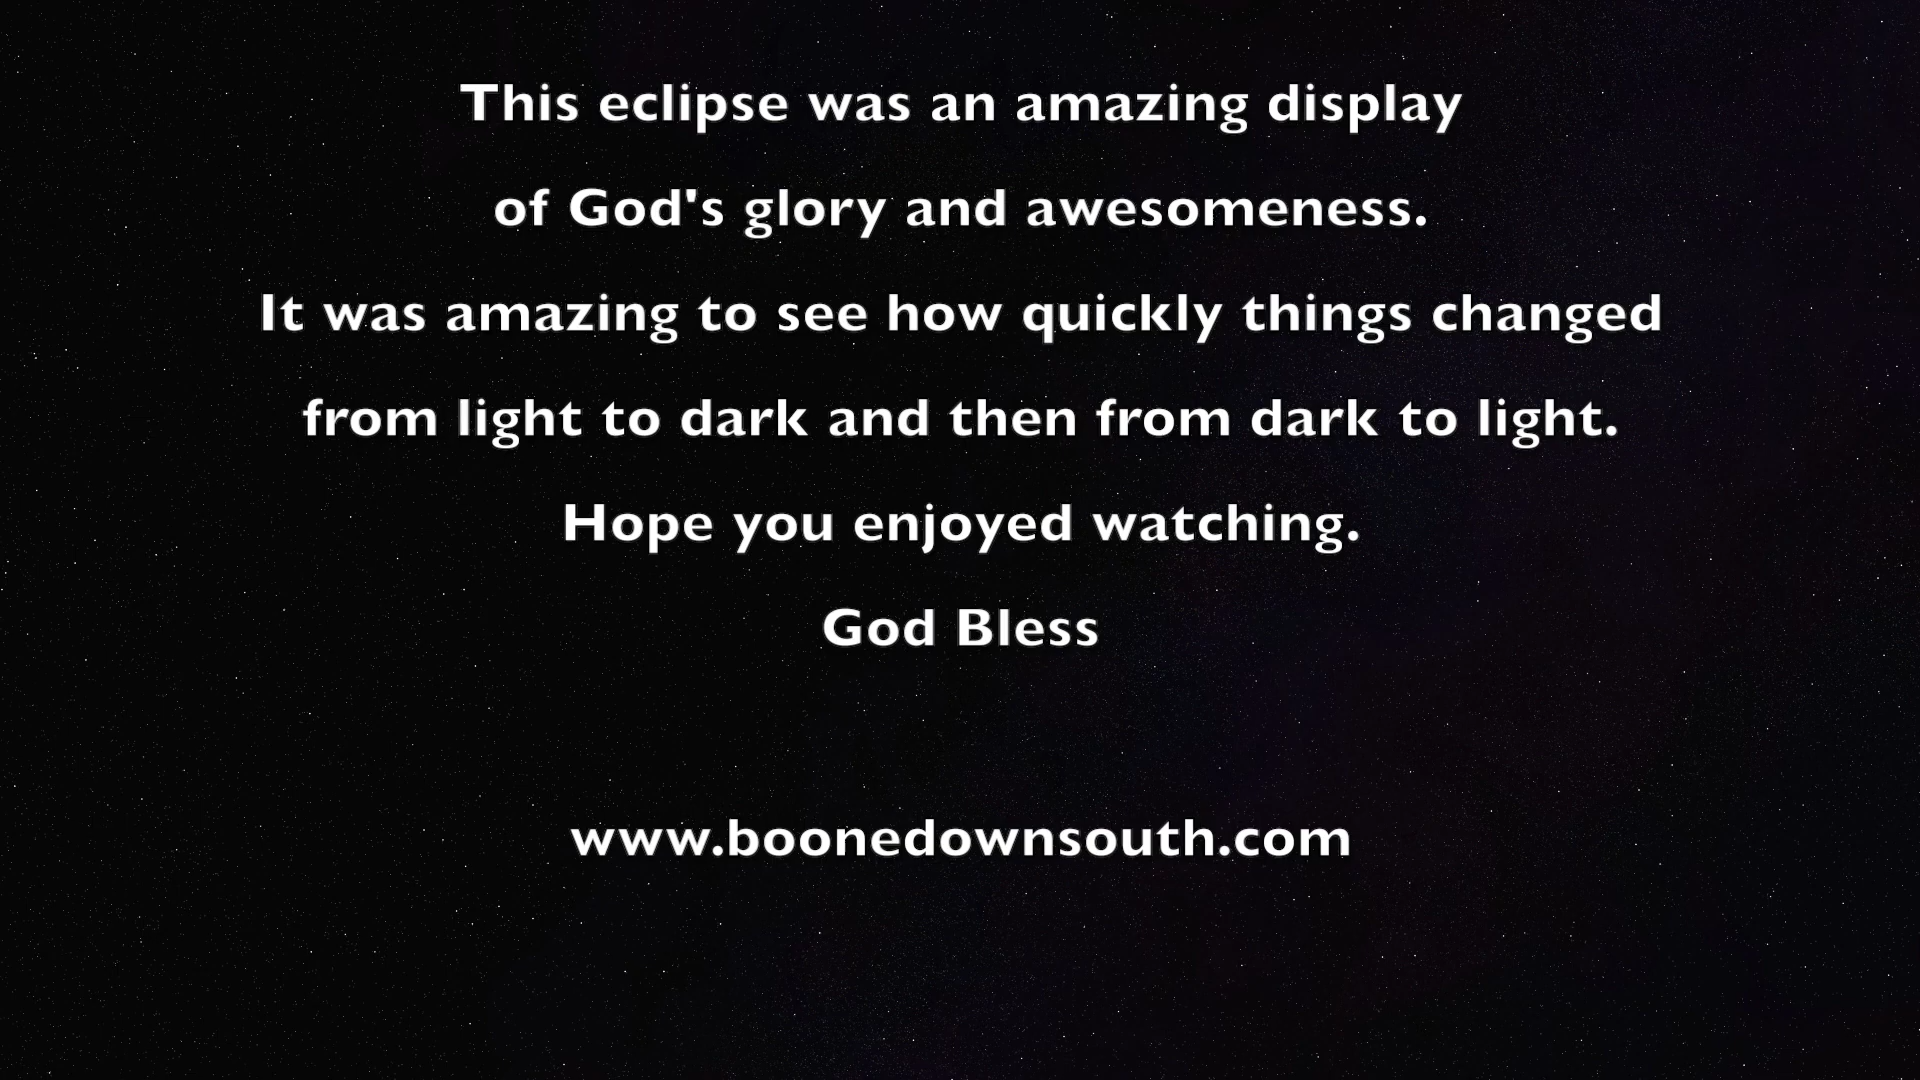 This eclipse was an amazing display
of God's glory and awesomeness.
It was amazing to see how quickly things changed
from light to dark and then from dark to light.
Hope you enjoyed watching.
God Bless
www.boonedownsouth.com